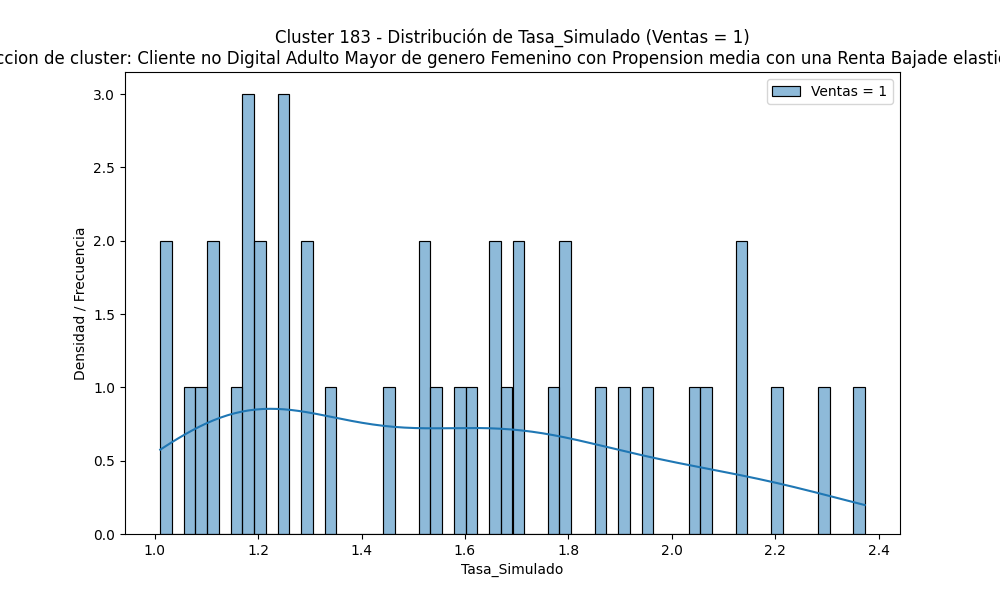 Cluster 183 - Distribución de Tasa_Simulado (Ventas = 1)
ccion de cluster: Cliente no Digital Adulto Mayor de genero Femenino con Propension media con una Renta Bajade elastic
Ventas = 1
3.0
2.5
2.0
1.5
1.0
0.5
0.0
Densidad / Frecuencia
1.0 1.2 1.4 1.6 1.8 2.0 2.2 2.4
Tasa_Simulado